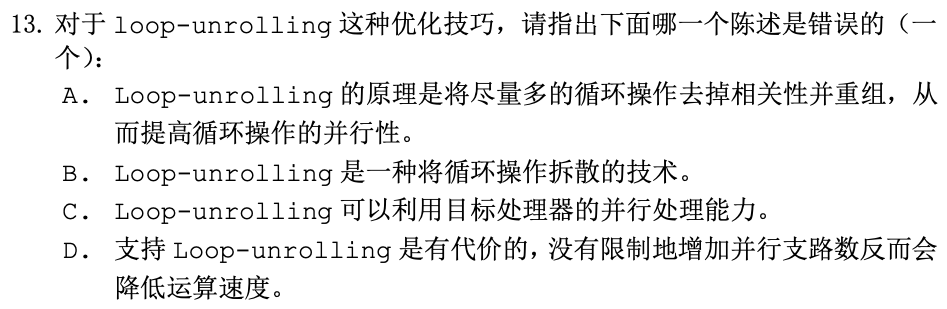 13. 对于 loop-unrolling 这种优化技巧，请指出下面哪一个陈述是错误的（一
个）：
A. Loop-unrolling 的原理是将尽量多的循环操作去掉相关性并重组，从
而提高循环操作的并行性。
B. Loop-unrolling 是一种将循环操作拆散的技术。
C. Loop-unrolling 可以利用目标处理器的并行处理能力。
D. 支持 Loop-unrolling 是有代价的，没有限制地增加并行支路数反而会
降低运算速度。